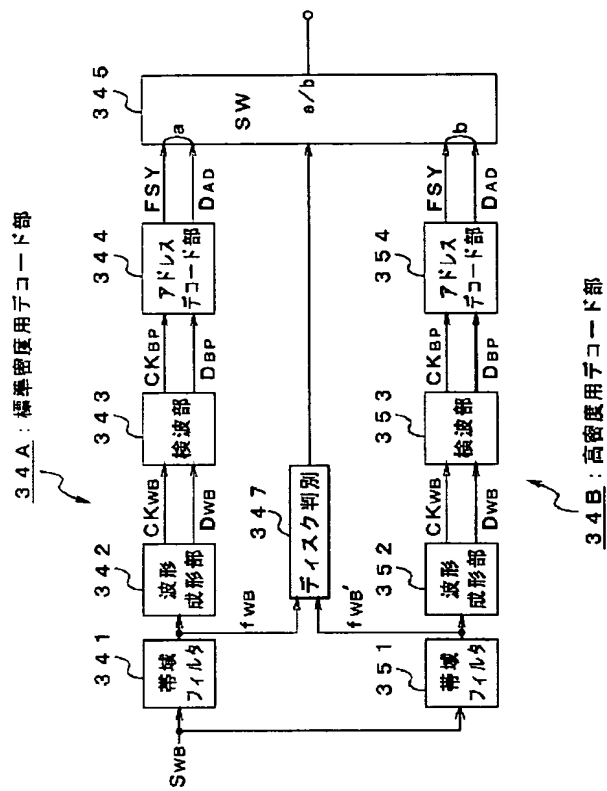 34A：標準密度用デコード部
341
帯域
フィルタ
342
波形
成形部
343
検波部
344
アドレス
デコード部
345
SWB
CKWB
DWB
CKBP
DBP
FSY
DAD
a
SW
a/b
fWB
347
ディスク判別
fWB'
351
帯域
フィルタ
352
波形
成形部
353
検波部
354
アドレス
デコード部
CKWB
DWB
CKBP
DBP
FSY
DAD
b
34B：高密度用デコード部